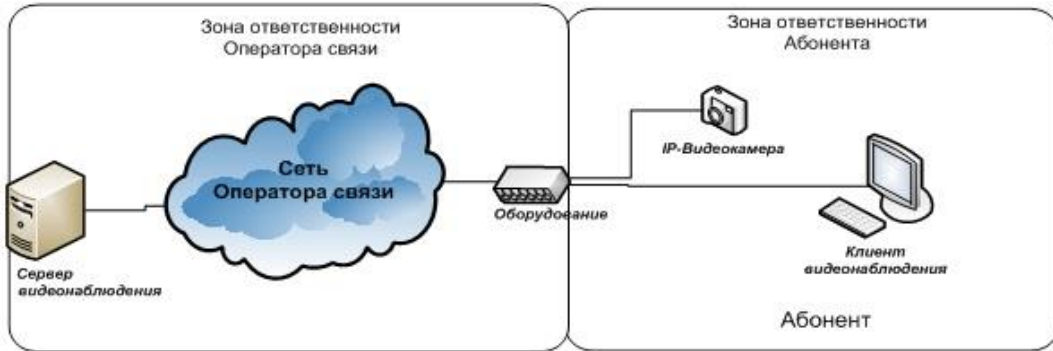 Зона ответственности
Оператора связи
Зона ответственности
Абонента
Сеть
Оператора связи
IP-Видеокамера
Оборудование
Сервер
видеонаблюдения
Клиент
видеонаблюдения
Абонент